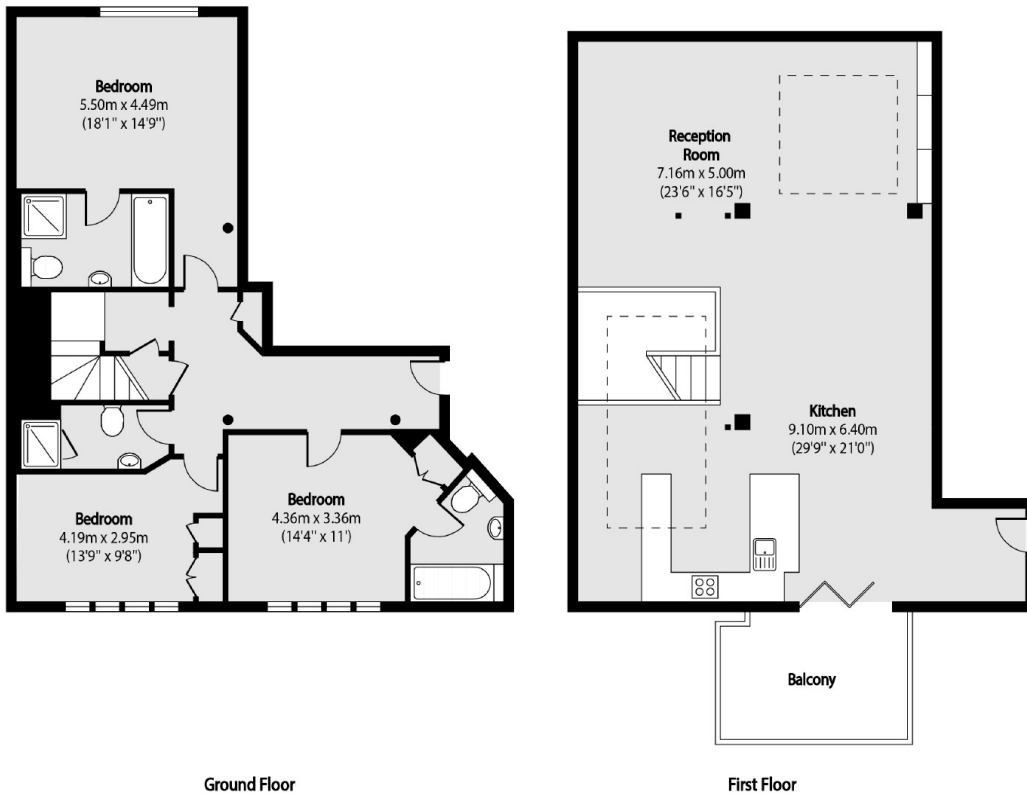 Bedroom
5.50m x 4.49m
(18'1" x 14'9")
Bedroom
4.19m x 2.95m
(13'9" x 9'8")
Bedroom
4.36m x 3.36m
(14'4" x 11')
Ground Floor
Reception
Room
7.16m x 5.00m
(23'6" x 16'5")
Kitchen
9.10m x 6.40m
(29'9" x 21'0")
Balcony
First Floor